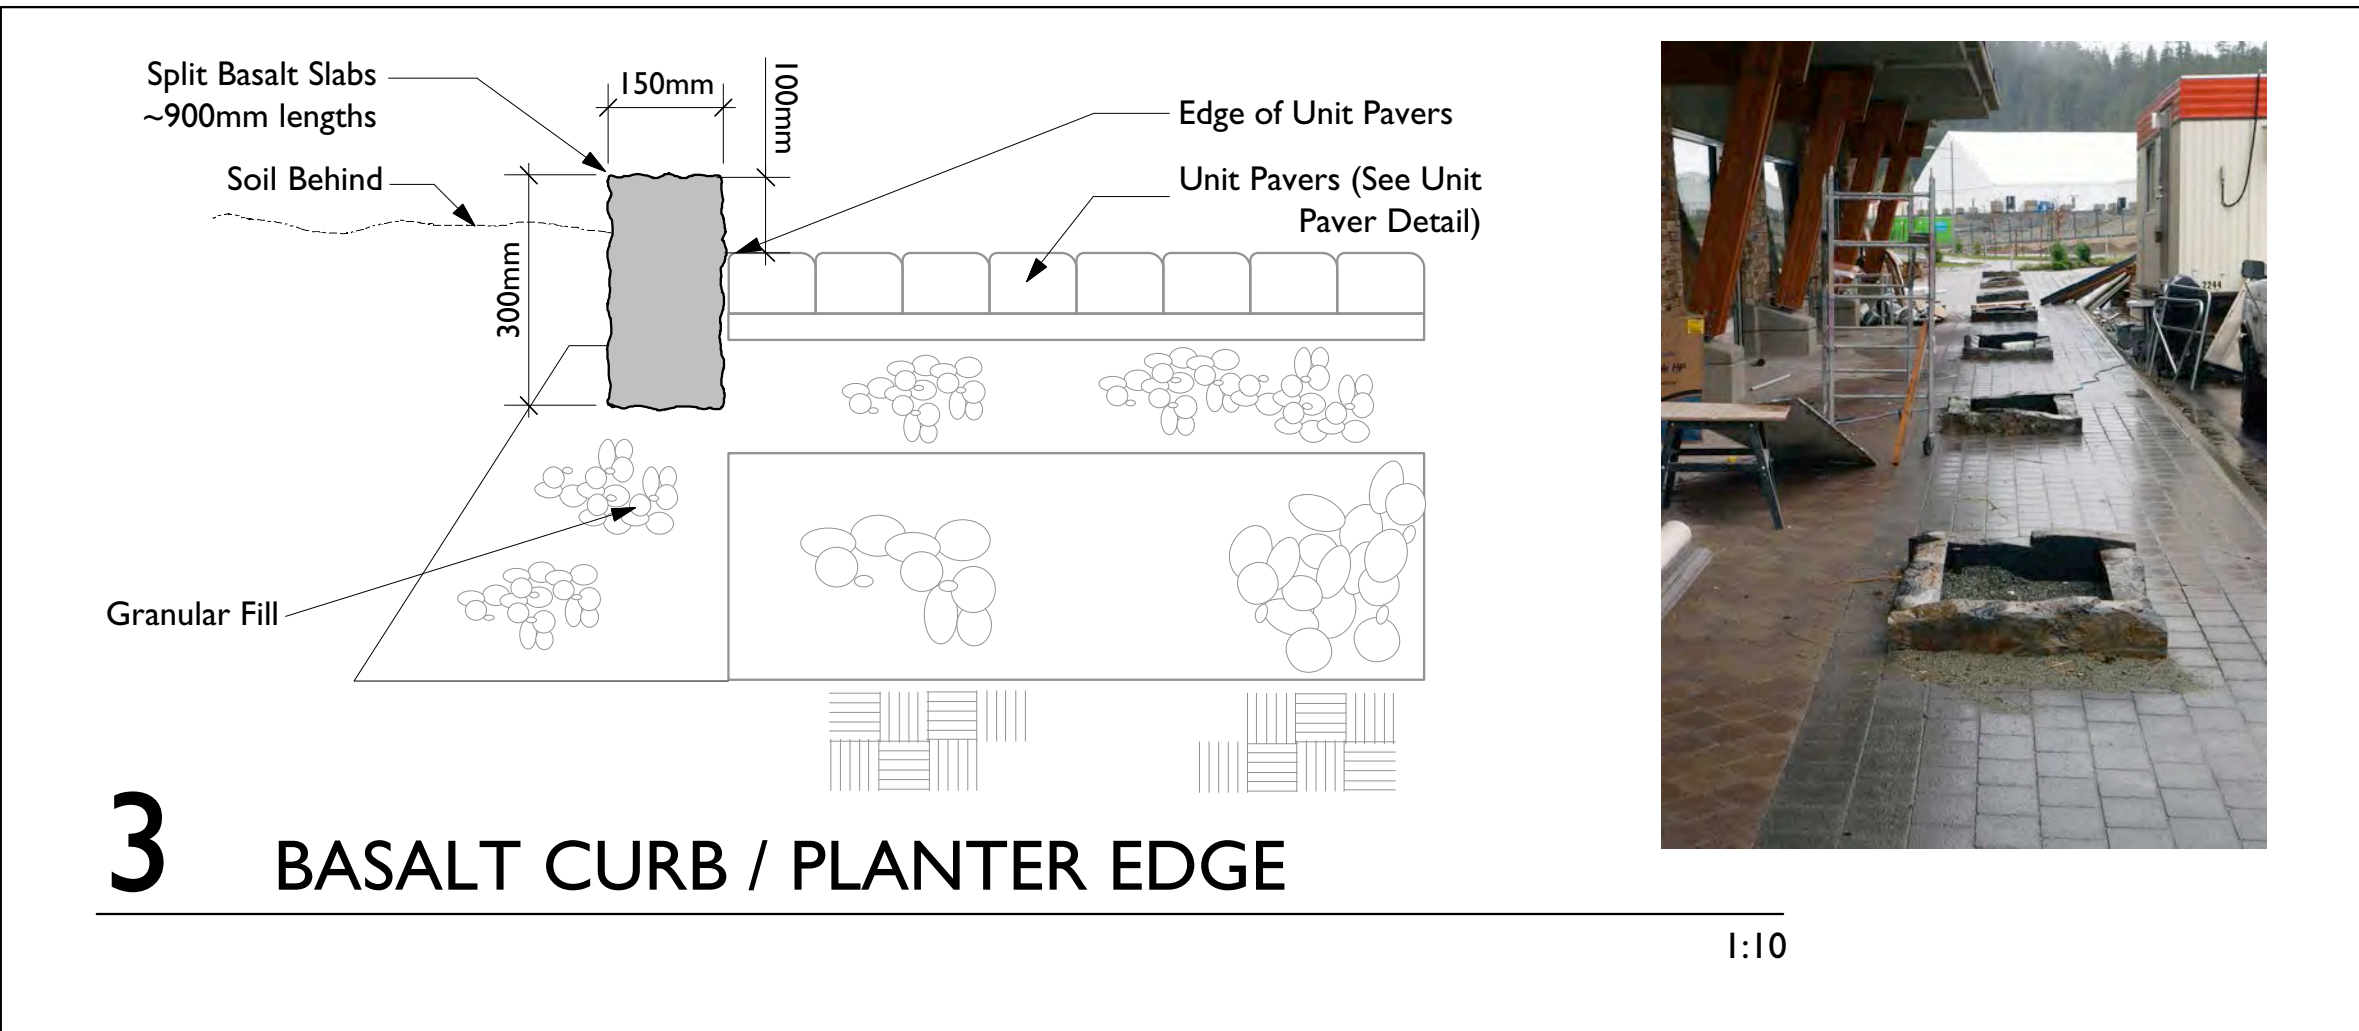 Split Basalt Slabs
~900mm lengths
Soil Behind
150mm
100mm
300mm
Edge of Unit Pavers
Unit Pavers (See Unit
Paver Detail)
Granular Fill
2244
3 BASALT CURB / PLANTER EDGE
1:10